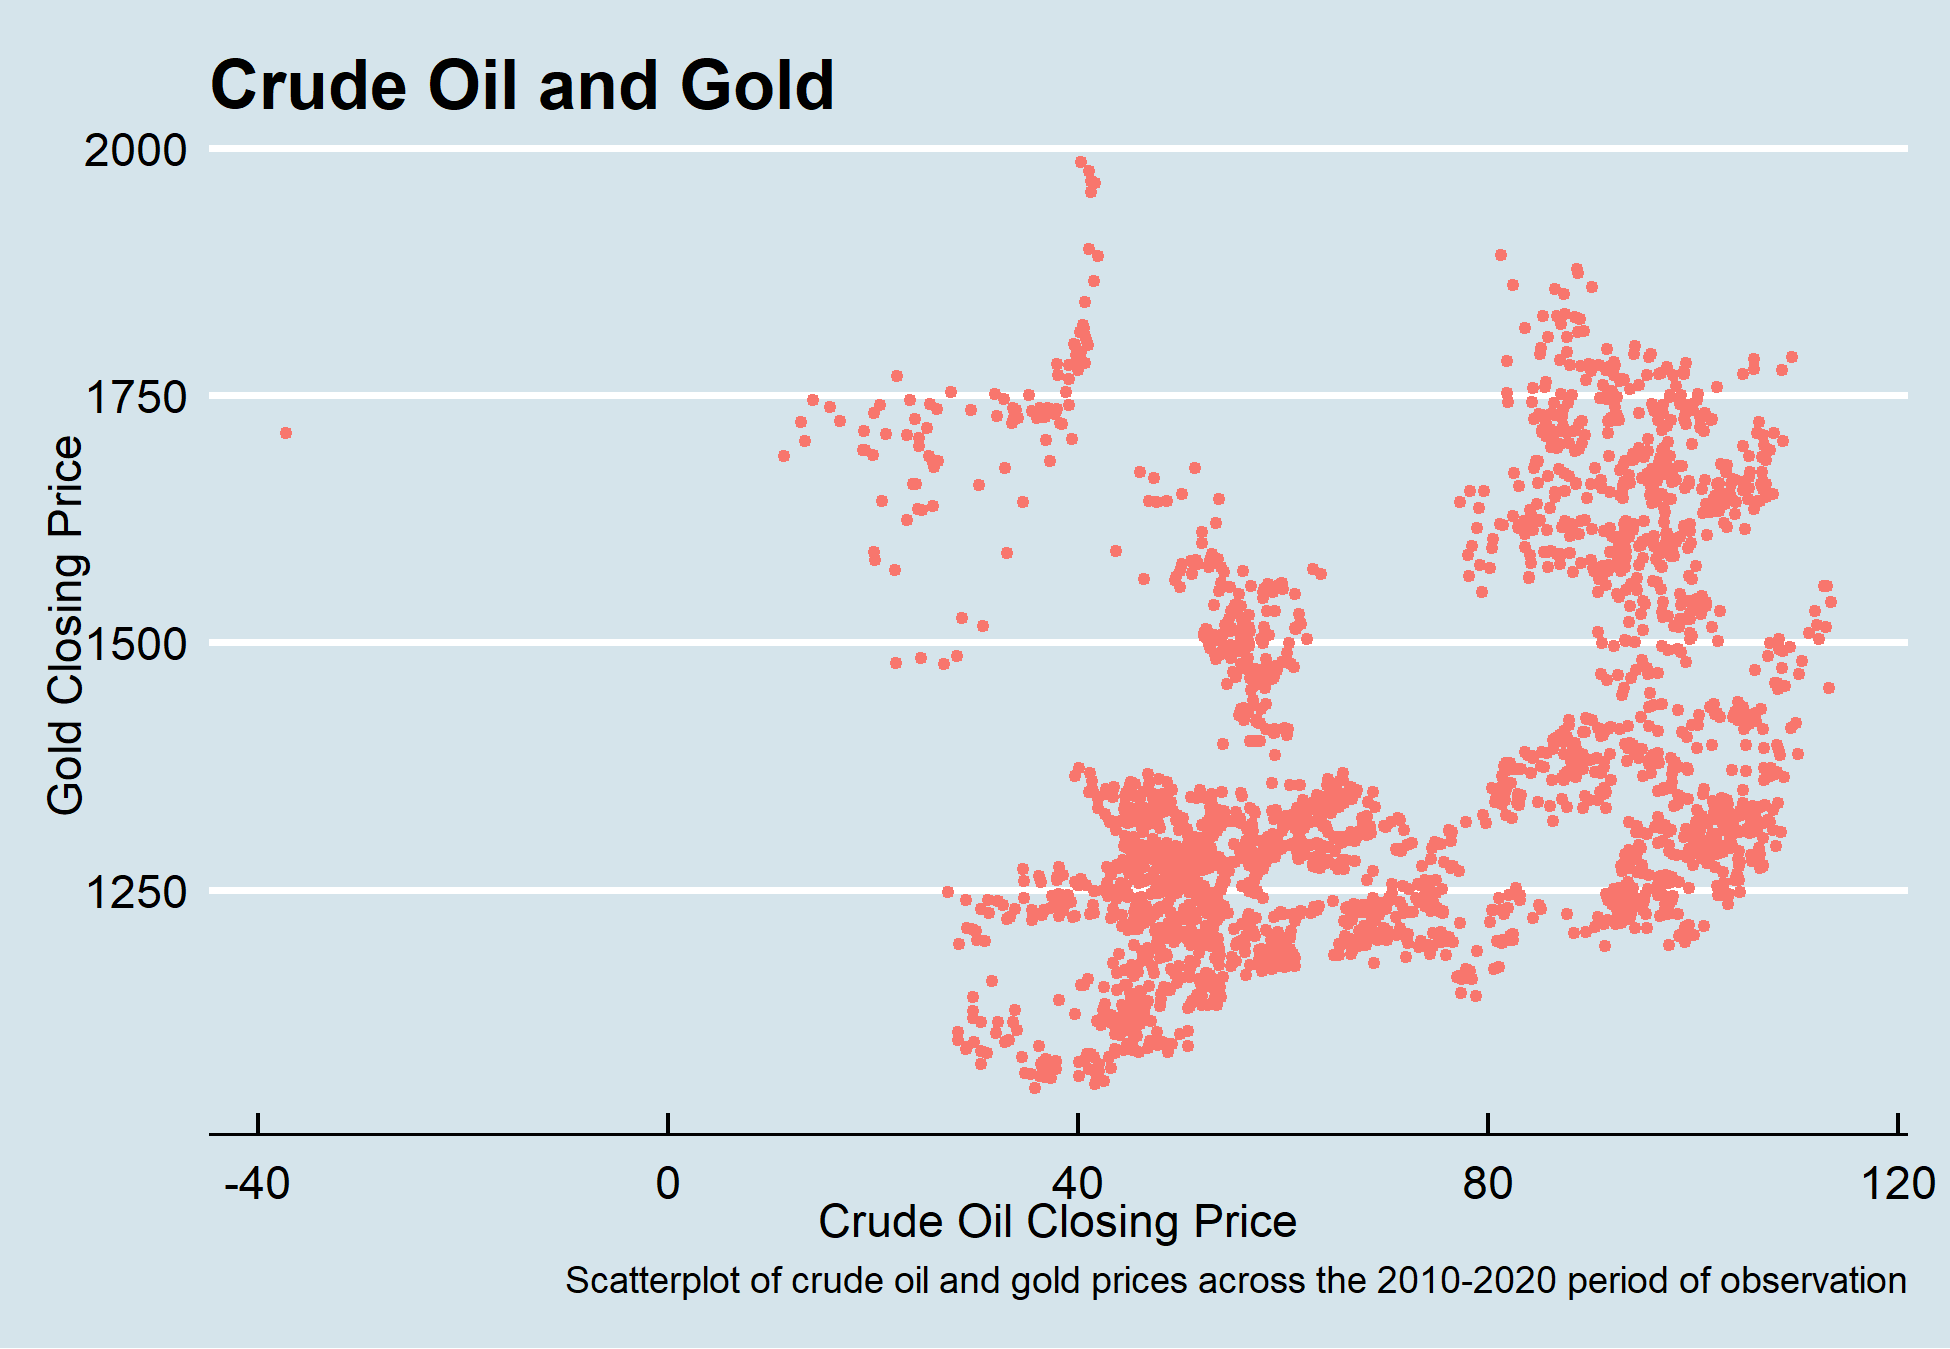 Crude Oil and Gold
2000
1750
1500
1250
Gold Closing Price
-40 0 40 80 120
Crude Oil Closing Price
Scatterplot of crude oil and gold prices across the 2010-2020 period of observation